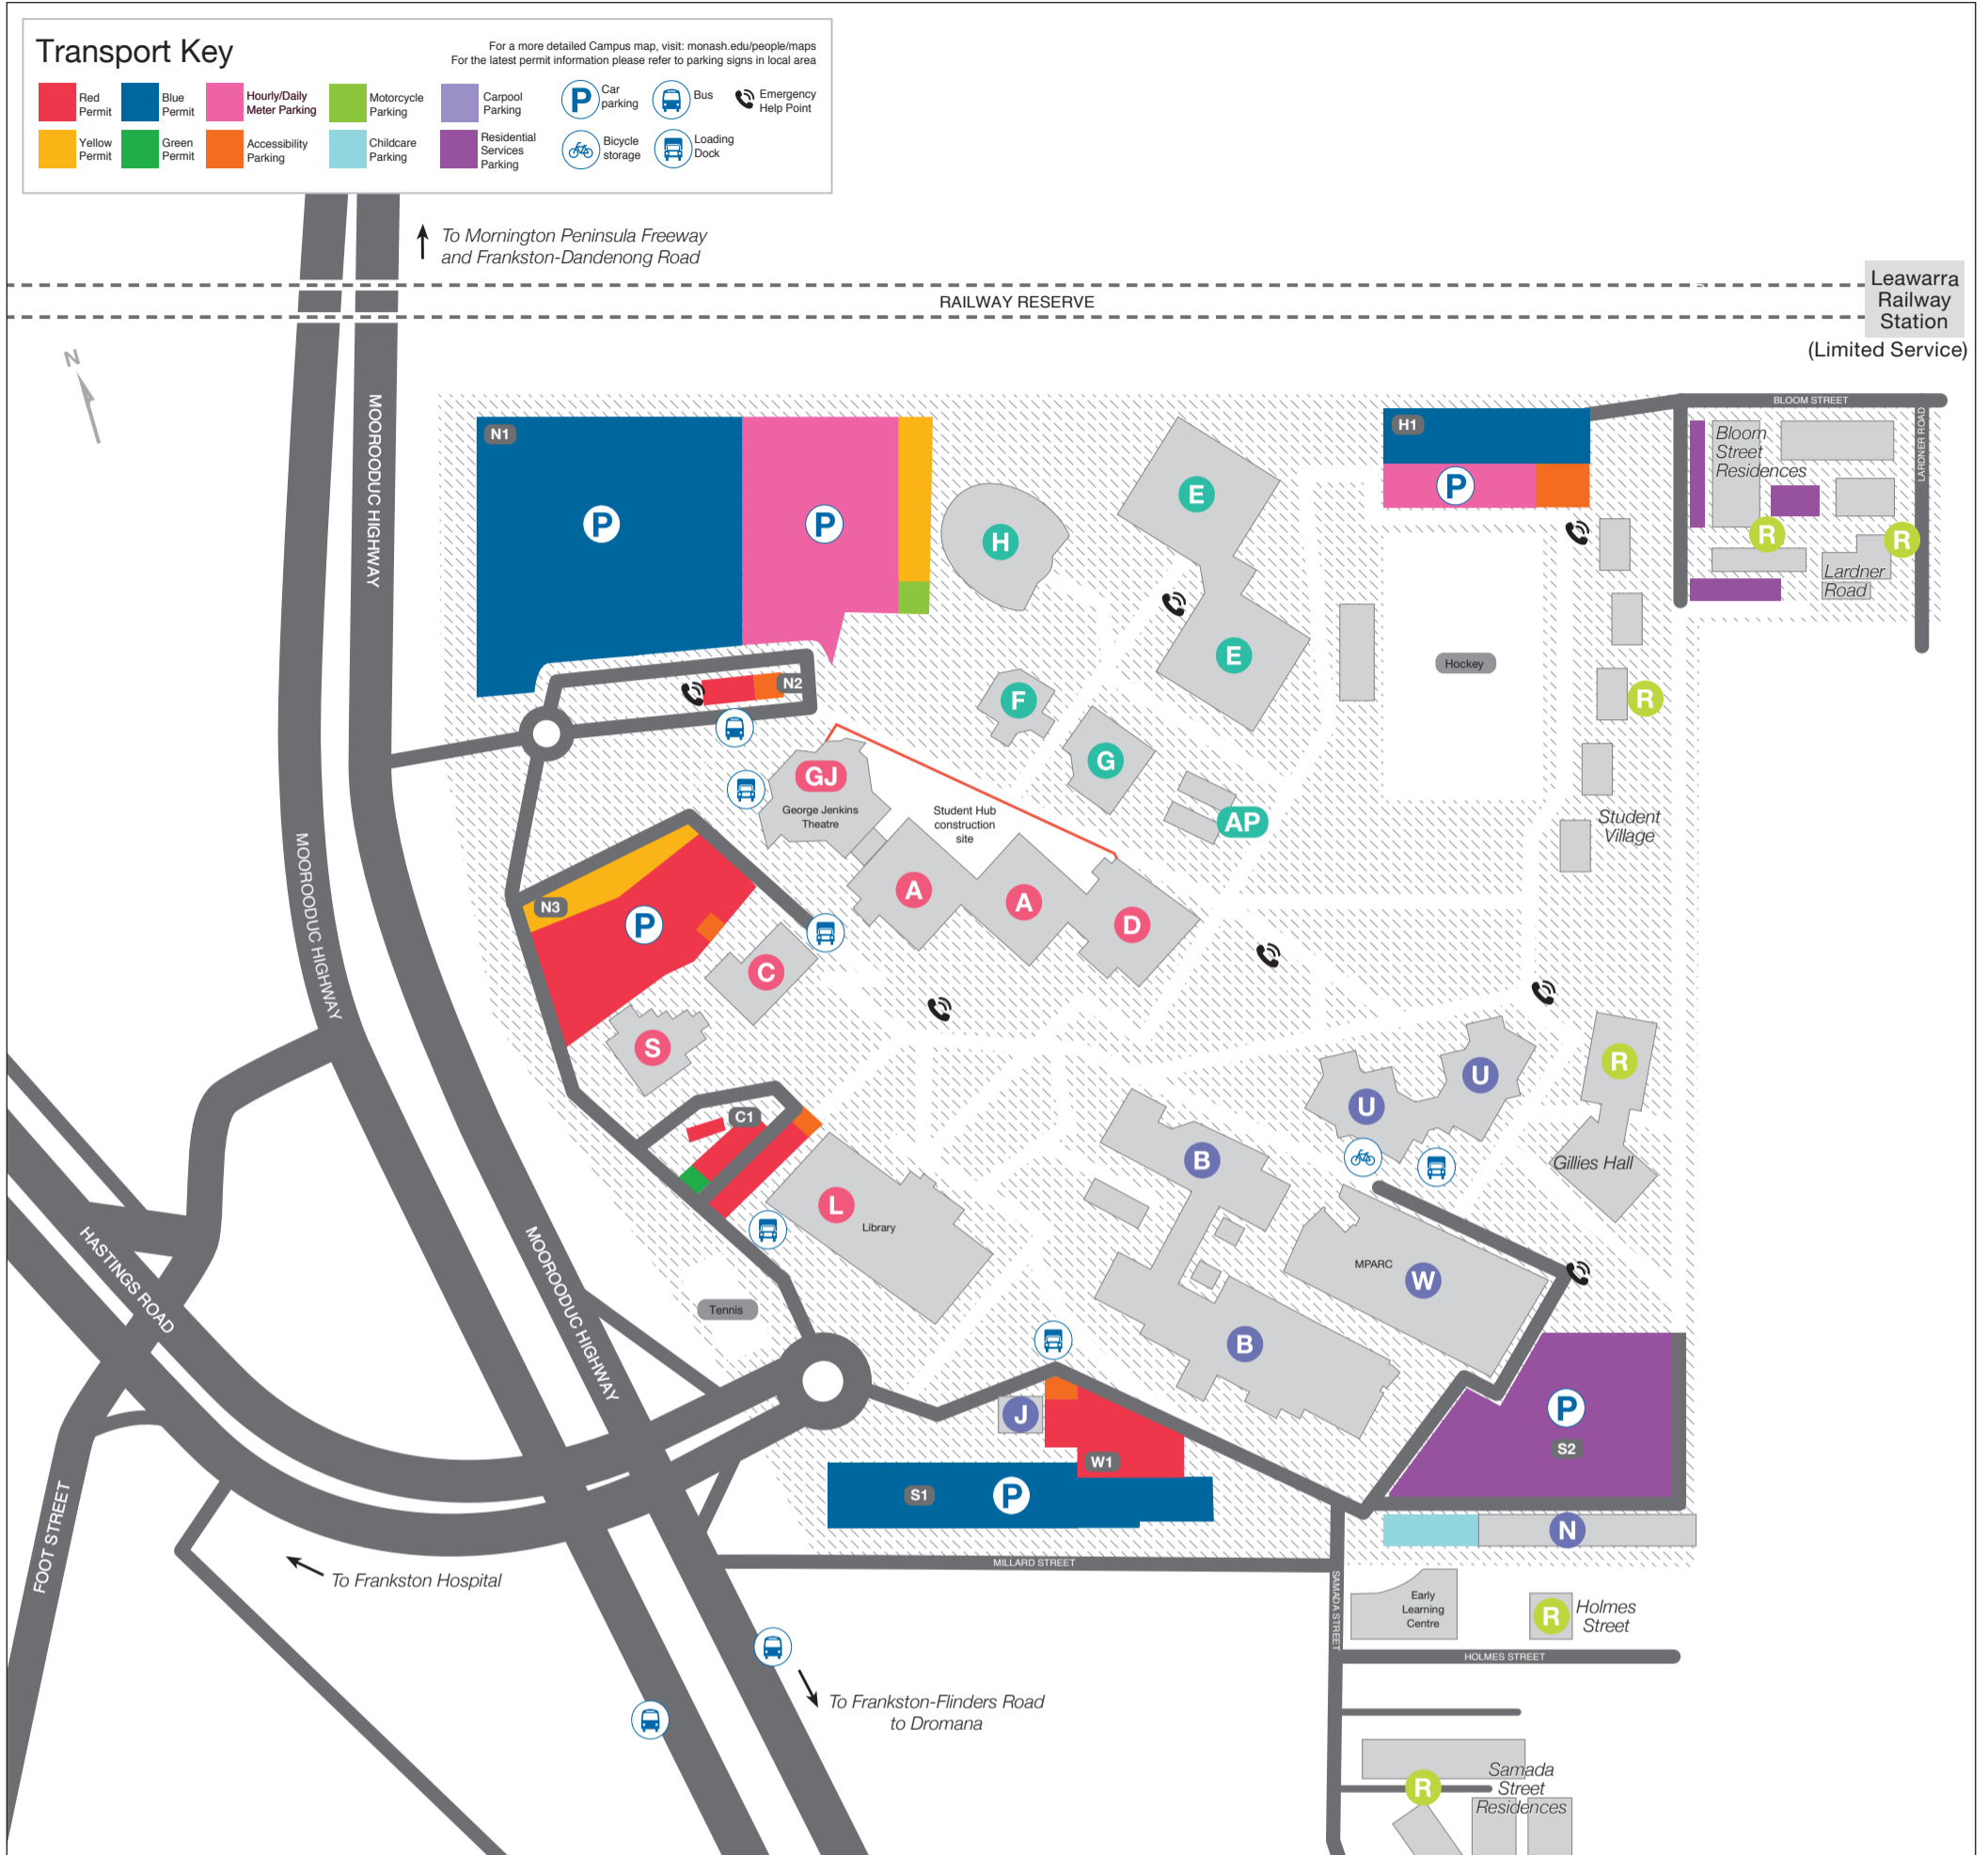 Transport Key
For a more detailed Campus map, visit: monash.edu/people/maps
For the latest permit information please refer to parking signs in local area
Red
Permit
Blue
Permit
Hourly/Daily
Meter Parking
Motorcycle
Parking
Carpool
Parking
P
Car
parking
Bus
Emergency
Help Point
Yellow
Permit
Green
Permit
Accessibility
Parking
Childcare
Parking
Residential
Services
Parking
Bicycle
storage
Loading
Dock
To Mornington Peninsula Freeway
and Frankston-Dandenong Road
RAILWAY RESERVE
Leawarra
Railway
Station
(Limited Service)
N
MOOROODUC HIGHWAY
BLOOM STREET
LARDNER ROAD
N1
P
P
H
E
H1
P
Bloom
Street
Residences
R
R
Lardner
Road
E
Hockey
N2
F
R
G
GJ
George Jenkins
Theatre
Student Hub
construction
site
AP
Student
Village
MOOROODUC HIGHWAY
N3
P
A
A
D
C
S
U
U
R
C1
B
Gillies Hall
L
Library
MPARC
W
HASTINGS ROAD
MOOROODUC HIGHWAY
Tennis
B
J
P
S2
W1
S1
P
N
FOOT STREET
MILLARD STREET
To Frankston Hospital
SAMADA STREET
Early
Learning
Centre
R
Holmes
Street
HOLMES STREET
To Frankston-Flinders Road
to Dromana
R
Samada
Street
Residences